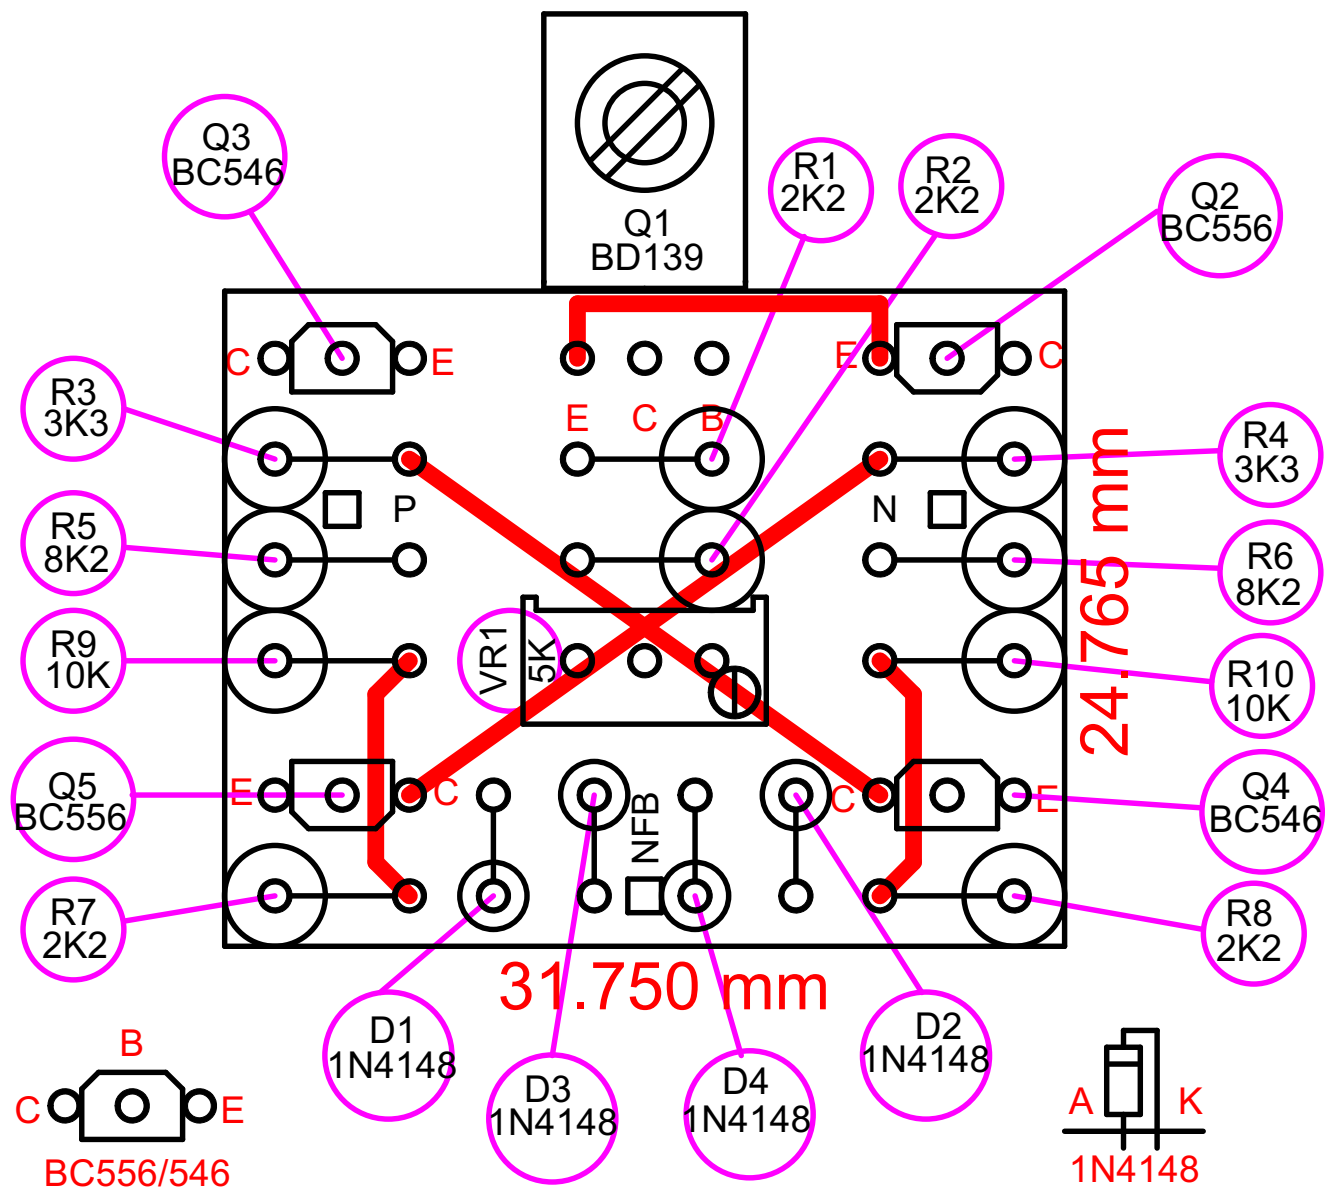 Q3
BC546
Q1
BD139
R1
2K2
R2
2K2
Q2
BC556
C
E
E
C
E
C
B
R3
3K3
R4
3K3
P
N
R5
8K2
R6
8K2
24.765 mm
R9
10K
VR1
5K
R10
10K
Q5
BC556
E
C
NFB
C
E
Q4
BC546
R7
2K2
R8
2K2
31.750 mm
D1
1N4148
D3
1N4148
D4
1N4148
D2
1N4148
B
C
E
BC556/546
A
K
1N4148